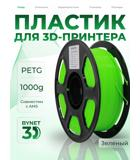 ПЛАСТИК
ДЛЯ 3D-ПРИНТЕРА
PETG
1000g
Совместим
с AMS
BYNET
3D
Зеленый